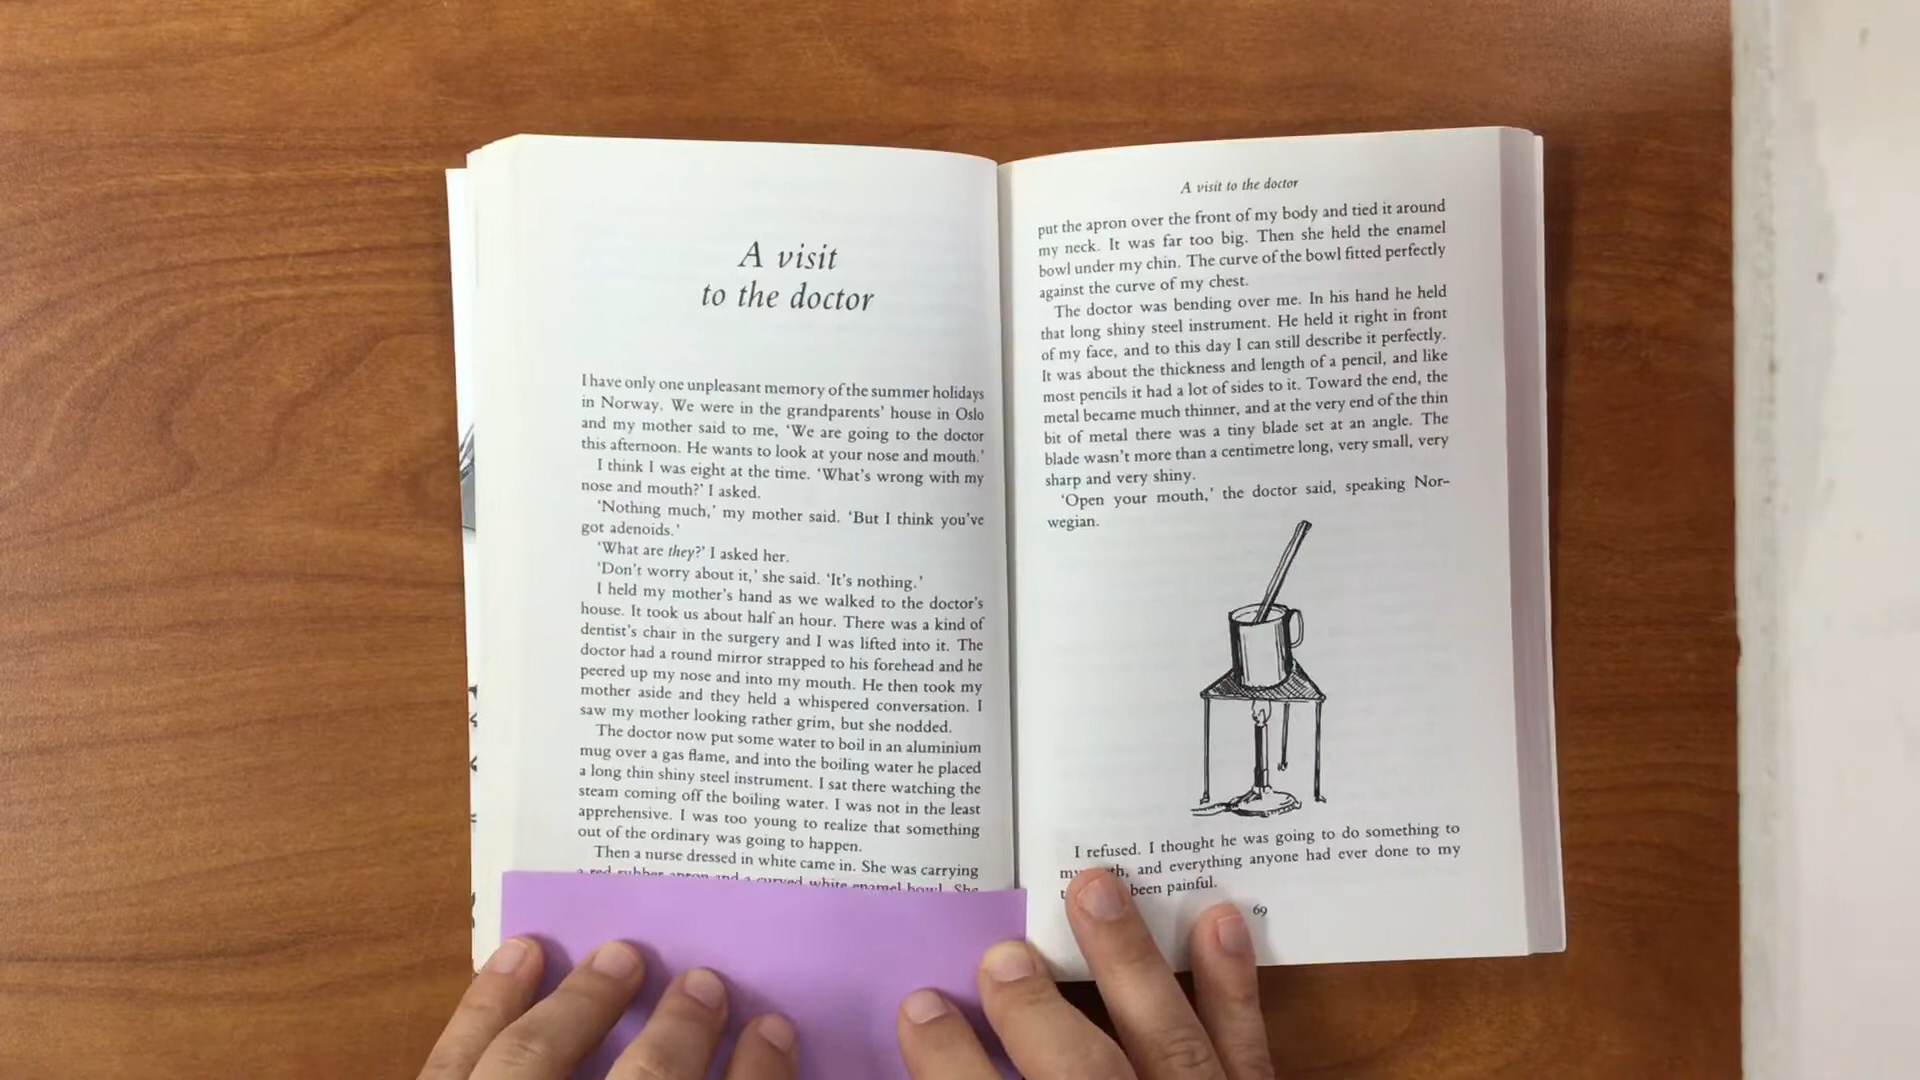 A visit
to the doctor
I have only one unpleasant memory of the summer holidays
in Norway. We were in the grandparents' house in Oslo
and my mother said to me, 'We are going to the doctor
this afternoon. He wants to look at your nose and mouth.'
I think I was eight at the time. 'What's wrong with my
nose and mouth?' I asked.
'Nothing much,' my mother said. 'But I think you've
got adenoids.'
'What are they?' I asked her.
'Don't worry about it,' she said. 'It's nothing.'
I held my mother's hand as we walked to the doctor's
house. It took us about half an hour. There was a kind of
dentist's chair in the surgery and I was lifted into it. The
doctor had a round mirror strapped to his forehead and he
peered up my nose and into my mouth. He then took my
mother aside and they held a whispered conversation. I
saw my mother looking rather grim, but she nodded.
The doctor now put some water to boil in an aluminium
mug over a gas flame, and into the boiling water he placed
a long thin shiny steel instrument. I sat there watching the
steam coming off the boiling water. I was not in the least
apprehensive. I was too young to realize that something
out of the ordinary was going to happen.
Then a nurse dressed in white came in. She was carrying
a red rubber apron and a curved white enamel bowl. She
A visit to the doctor
put the apron over the front of my body and tied it around
my neck. It was far too big. Then she held the enamel
bowl under my chin. The curve of the bowl fitted perfectly
against the curve of my chest.
The doctor was bending over me. In his hand he held
that long shiny steel instrument. He held it right in front
of my face, and to this day I can still describe it perfectly.
It was about the thickness and length of a pencil, and like
most pencils it had a lot of sides to it. Toward the end, the
metal became much thinner, and at the very end of the thin
bit of metal there was a tiny blade set at an angle. The
blade wasn't more than a centimetre long, very small, very
sharp and very shiny.
'Open your mouth,' the doctor said, speaking Nor-
wegian.
I refused. I thought he was going to do something to
my and everything anyone had ever done to my
been painful.
69